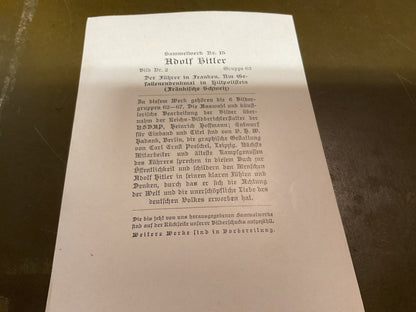 Sammelwerk Nr. 15
Adolf Hitler
Bild Nr. 2 Gruppe 63
Der Führer in Franken. Am Ge-
fallenendenkmal in Hiltpoltstein
(Fränkische Schweiz)
Zu diesem Werk gehören die 6 Bilder-
gruppen 62—67. Die Auswahl und künst-
lerische Bearbeitung der Bilder über-
nahm der Reichs-Bildberichterstatter der
NSDAP, Heinrich Hoffmann; Entwurf
für Einband und Titel sind von O. H. W.
Hadank, Berlin, die graphische Gestaltung
von Carl Ernst Poeschel, Leipzig. Nächste
Mitarbeiter und älteste Kampfgenossen
des Führers sprechen in diesem Buch zur
Öffentlichkeit und schildern den Menschen
Adolf Hitler in seinem klaren Fühlen und
Denken, durch das er sich die Achtung
der Welt und die unerschöpfliche Liebe des
deutschen Volkes erworben hat.
Die bis jetzt von uns herausgegebenen Sammelwerke
sind auf der Rückseite unserer Bilderschecks aufgeführt.
Weitere Werke sind in Vorbereitung.